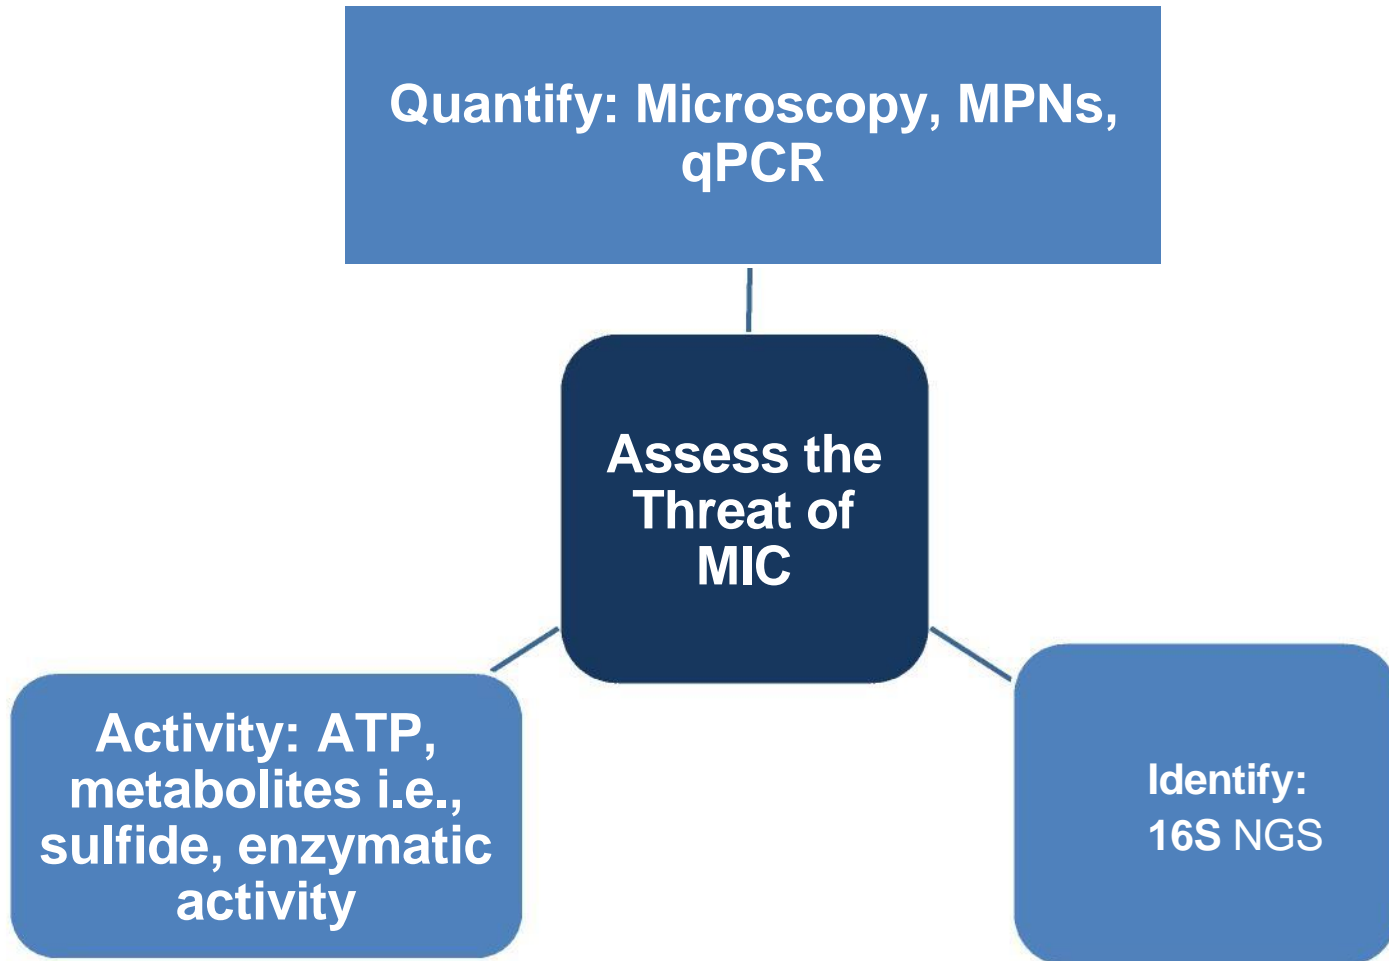 Quantify: Microscopy, MPNs,
qPCR
Assess the
Threat of
MIC
Activity: ATP,
metabolites i.e.,
sulfide, enzymatic
activity
Identify:
16S NGS